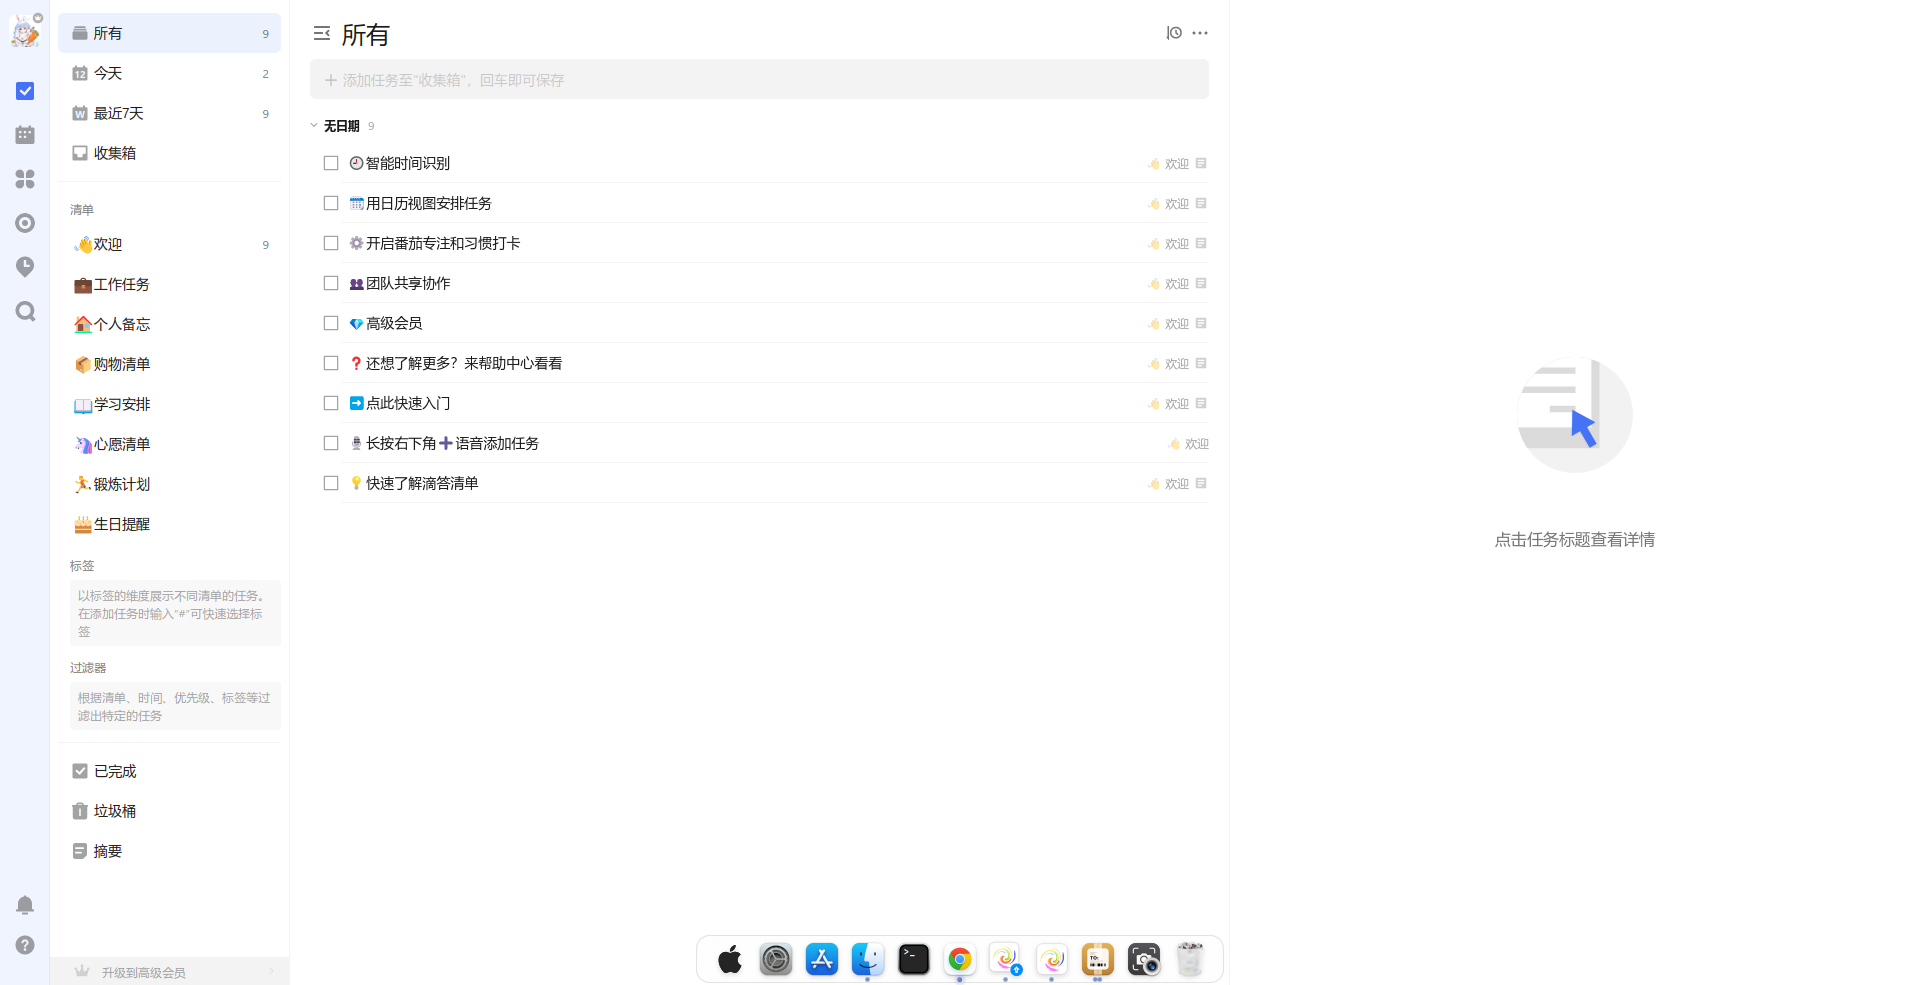 所有 9
今天 2
最近7天 9
收集箱
清单
👋欢迎 9
💼工作任务
🏠个人备忘
📦购物清单
📖学习安排
🦄心愿清单
🏃锻炼计划
🎂生日提醒
标签
以标签的维度展示不同清单的任务。
在添加任务时输入"#"可快速选择标
签
过滤器
根据清单、时间、优先级、标签等过
滤出特定的任务
已完成
垃圾桶
摘要
升级到高级会员
所有
添加任务至"收集箱"，回车即可保存
无日期 9
🕘智能时间识别 👋 欢迎
🗓️用日历视图安排任务 👋 欢迎
⚙️开启番茄专注和习惯打卡 👋 欢迎
👥团队共享协作 👋 欢迎
💎高级会员 👋 欢迎
❓还想了解更多？来帮助中心看看 👋 欢迎
➡️点此快速入门 👋 欢迎
🎙️长按右下角➕语音添加任务 👋 欢迎
💡快速了解滴答清单 👋 欢迎
点击任务标题查看详情